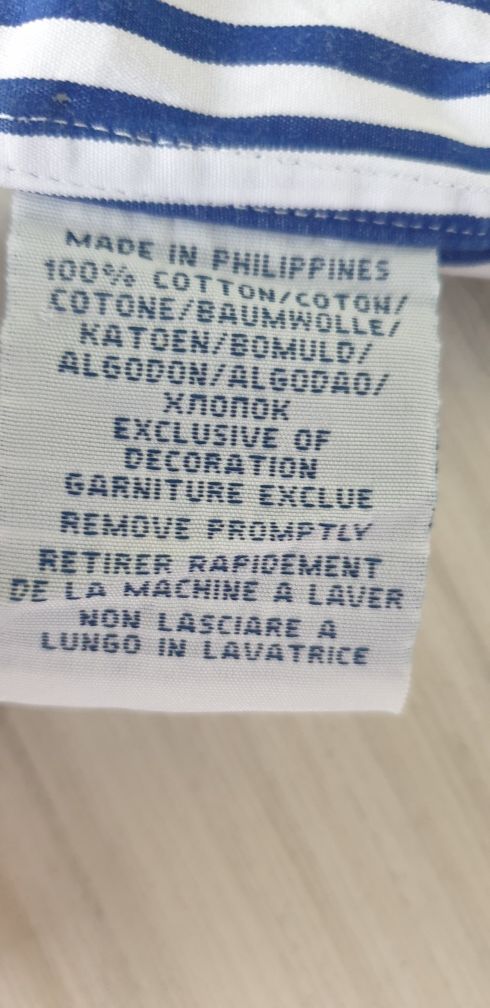 MADE IN PHILIPPINES
100% COTTON/COTON/
COTONE/BAUMWOLLE/
KATOEN/BOMULD/
ALGODON/ALGODAO/
ХЛОПОК
EXCLUSIVE OF
DECORATION
GARNITURE EXCLUE
REMOVE PROMPTLY
RETIRER RAPIDEMENT
DE LA MACHINE A LAVER
NON LASCIARE A
LUNGO IN LAVATRICE